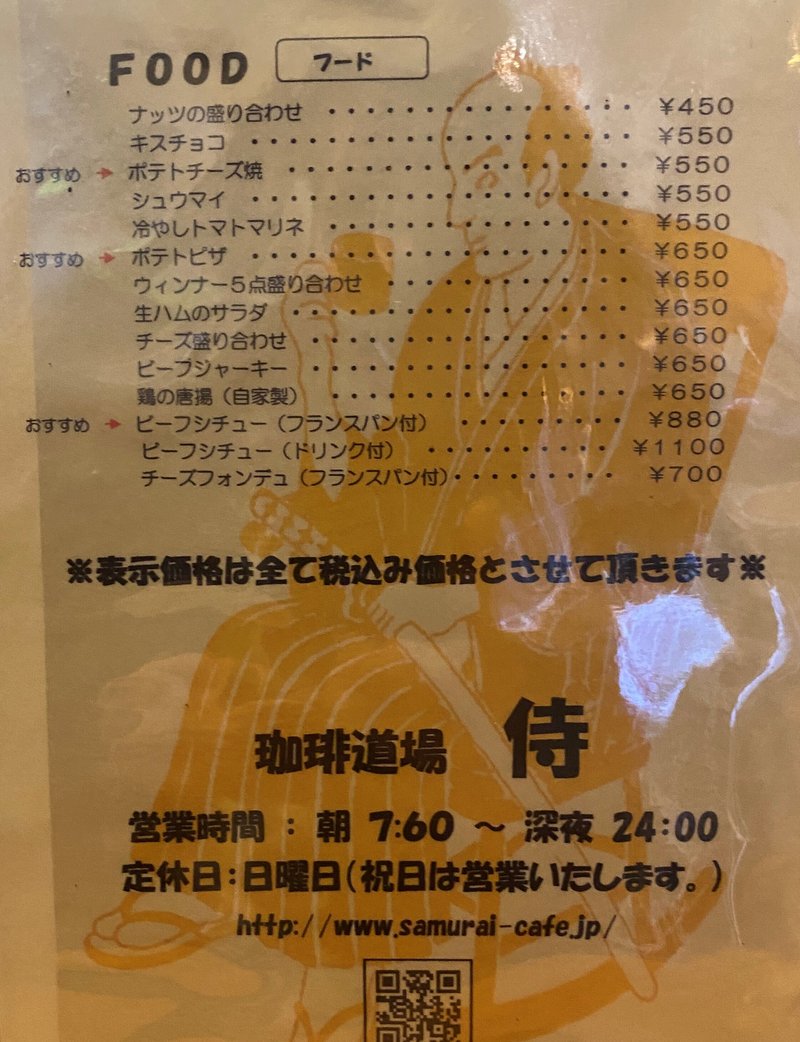 FOOD フード
ナッツの盛り合わせ ・・・・・・・・・・・・・・・・・・・ ¥450
キスチョコ ・・・・・・・・・・・・・・・・・・・・・・・ ¥550
おすすめ → ポテトチーズ焼 ・・・・・・・・・・・・・・・・・・・・・ ¥550
シュウマイ ・・・・・・・・・・・・・・・・・・・・・・・ ¥550
冷やしトマトマリネ ・・・・・・・・・・・・・・・・・・・ ¥550
おすすめ → ポテトピザ ・・・・・・・・・・・・・・・・・・・・・・・ ¥650
ウィンナー5点盛り合わせ ・・・・・・・・・・・・・・・ ¥650
生ハムのサラダ ・・・・・・・・・・・・・・・・・・・・・ ¥650
チーズ盛り合わせ ・・・・・・・・・・・・・・・・・・・・ ¥650
ビーフジャーキー ・・・・・・・・・・・・・・・・・・・・ ¥650
鶏の唐揚(自家製) ・・・・・・・・・・・・・・・・・・・ ¥650
おすすめ → ビーフシチュー(フランスパン付) ・・・・・・・・・・・ ¥880
ビーフシチュー(ドリンク付) ・・・・・・・・・・・ ¥1100
チーズフォンデュ(フランスパン付)・・・・・・・・・・ ¥700
※表示価格は全て税込み価格とさせて頂きます※
珈琲道場 侍
営業時間 : 朝 7:60 ~ 深夜 24:00
定休日:日曜日(祝日は営業いたします。)
http://www.samurai-cafe.jp/